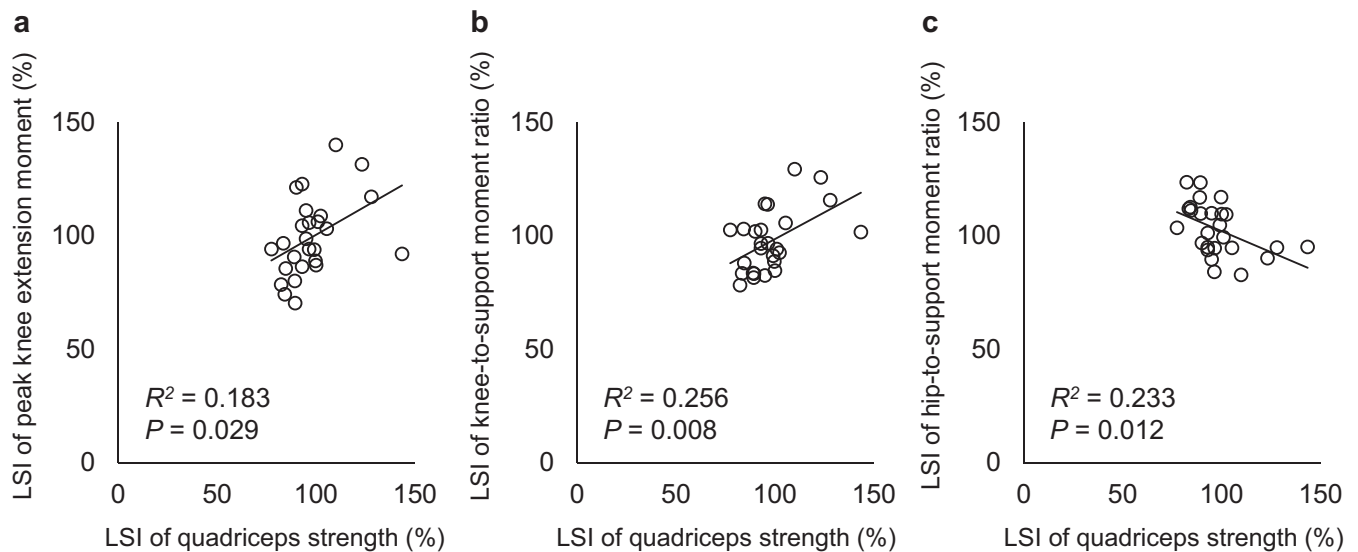 a
LSI of peak knee extension moment (%)
150
100
50
0
R² = 0.183
P = 0.029
0 50 100 150
LSI of quadriceps strength (%)
b
LSI of knee-to-support moment ratio (%)
150
100
50
0
R² = 0.256
P = 0.008
0 50 100 150
LSI of quadriceps strength (%)
c
LSI of hip-to-support moment ratio (%)
150
100
50
0
R² = 0.233
P = 0.012
0 50 100 150
LSI of quadriceps strength (%)